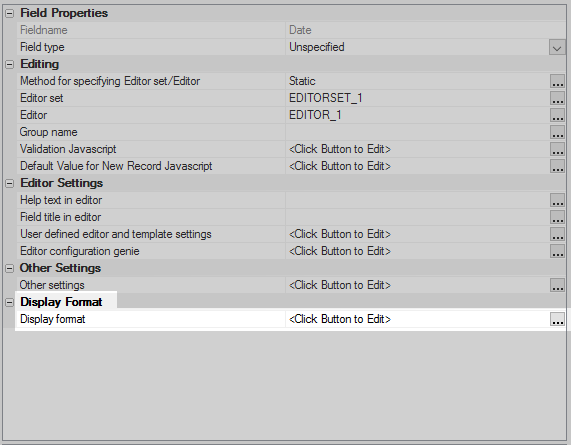 Field Properties
Fieldname Date
Field type Unspecified
Editing
Method for specifying Editor set/Editor Static ...
Editor set EDITORSET_1 ...
Editor EDITOR_1 ...
Group name ...
Validation Javascript <Click Button to Edit> ...
Default Value for New Record Javascript <Click Button to Edit> ...
Editor Settings
Help text in editor ...
Field title in editor ...
User defined editor and template settings <Click Button to Edit> ...
Editor configuration genie <Click Button to Edit> ...
Other Settings
Other settings <Click Button to Edit> ...
Display Format
Display format <Click Button to Edit> ...